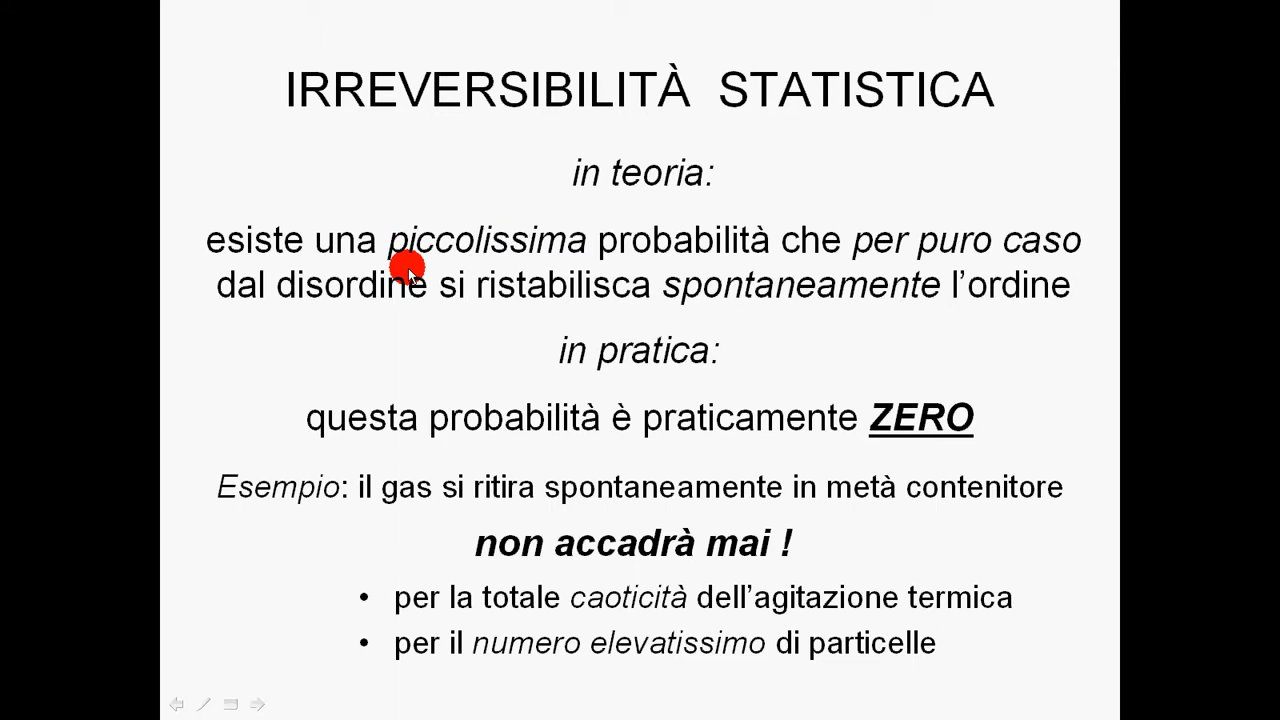 IRREVERSIBILITÀ STATISTICA
in teoria:
esiste una piccolissima probabilità che per puro caso
dal disordine si ristabilisca spontaneamente l’ordine
in pratica:
questa probabilità è praticamente ZERO
Esempio: il gas si ritira spontaneamente in metà contenitore
non accadrà mai !
• per la totale caoticità dell’agitazione termica
• per il numero elevatissimo di particelle